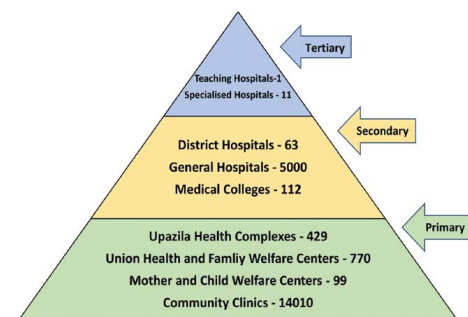 Tertiary
Teaching Hospitals-1
Specialised Hospitals - 11
Secondary
District Hospitals - 63
General Hospitals - 5000
Medical Colleges - 112
Primary
Upazila Health Complexes - 429
Union Health and Famliy Welfare Centers - 770
Mother and Child Welfare Centers - 99
Community Clinics - 14010